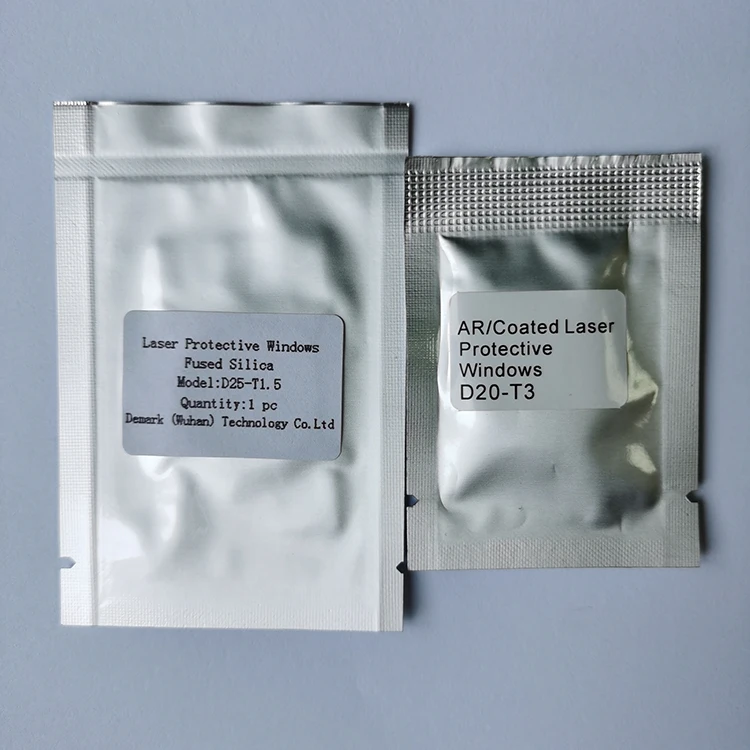 Laser Protective Windows
Fused Silica
Model:D25-T1.5
Quantity:1 pc
Demark (Wuhan) Technology Co.Ltd
AR/Coated Laser
Protective
Windows
D20-T3